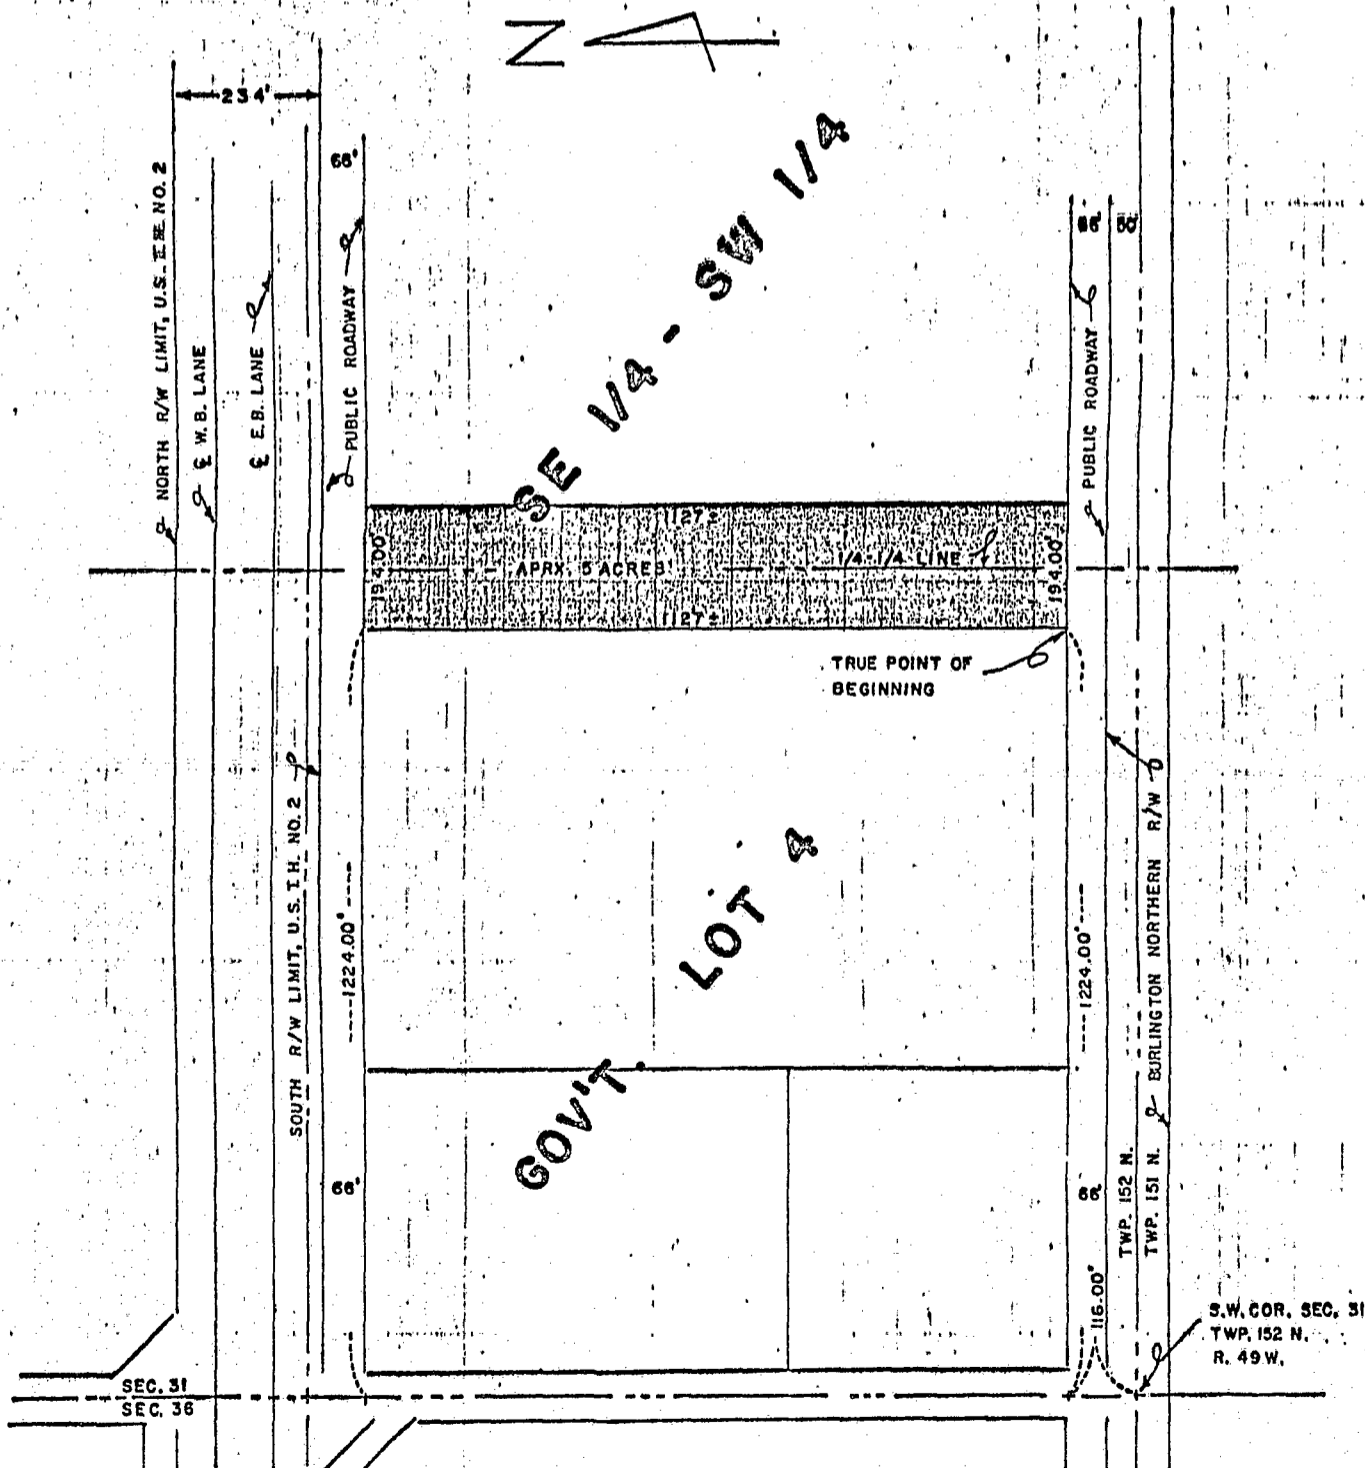 N
234'
66'
NORTH R/W LIMIT, U.S. T.H. NO. 2
℄ W.B. LANE
℄ E.B. LANE
PUBLIC ROADWAY
SE 1/4 - SW 1/4
66'
50'
PUBLIC ROADWAY
1127±
194.00'
APRX. 5 ACRES
1/4-1/4 LINE
194.00'
1127±
TRUE POINT OF
BEGINNING
SOUTH R/W LIMIT, U.S. T.H. NO. 2
1224.00'
GOV'T. LOT 4
1224.00'
BURLINGTON NORTHERN R/W
66'
66'
TWP. 152 N.
TWP. 151 N.
116.00'
S.W. COR. SEC. 31
TWP. 152 N.
R. 49 W.
SEC. 31
SEC. 36